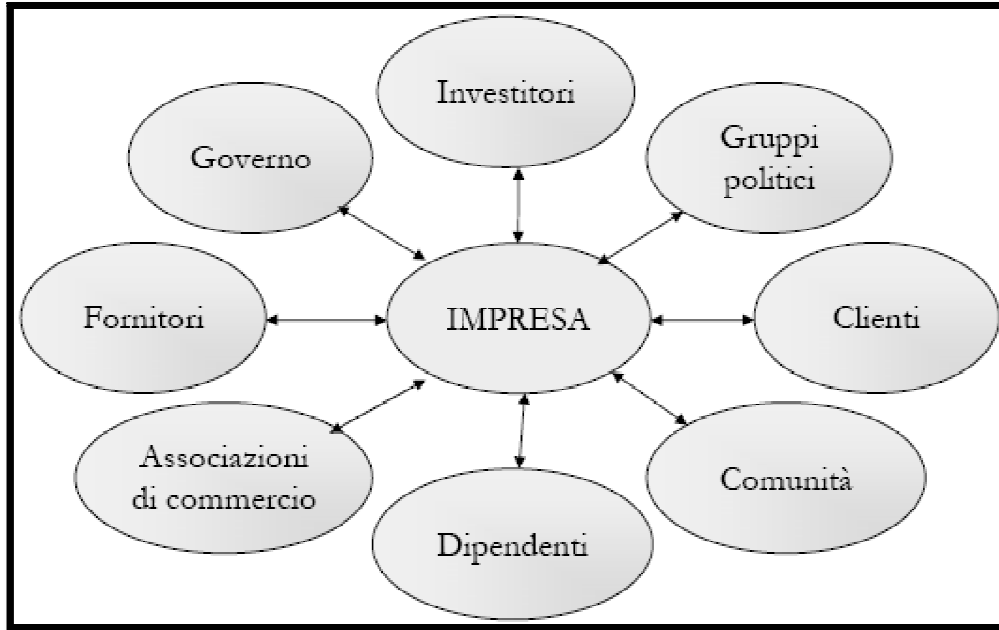 Investitori
Governo
Gruppi
politici
Fornitori
IMPRESA
Clienti
Associazioni
di commercio
Comunità
Dipendenti